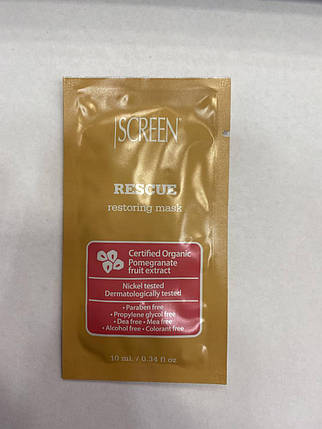 SCREEN
RESCUE
restoring mask
Certified Organic
Pomegranate
fruit extract
Nickel tested
Dermatologically tested
• Paraben free
• Propylene glycol free
• Dea free • Mea free
• Alcohol free • Colorant free
10 ml. / 0.34 fl oz